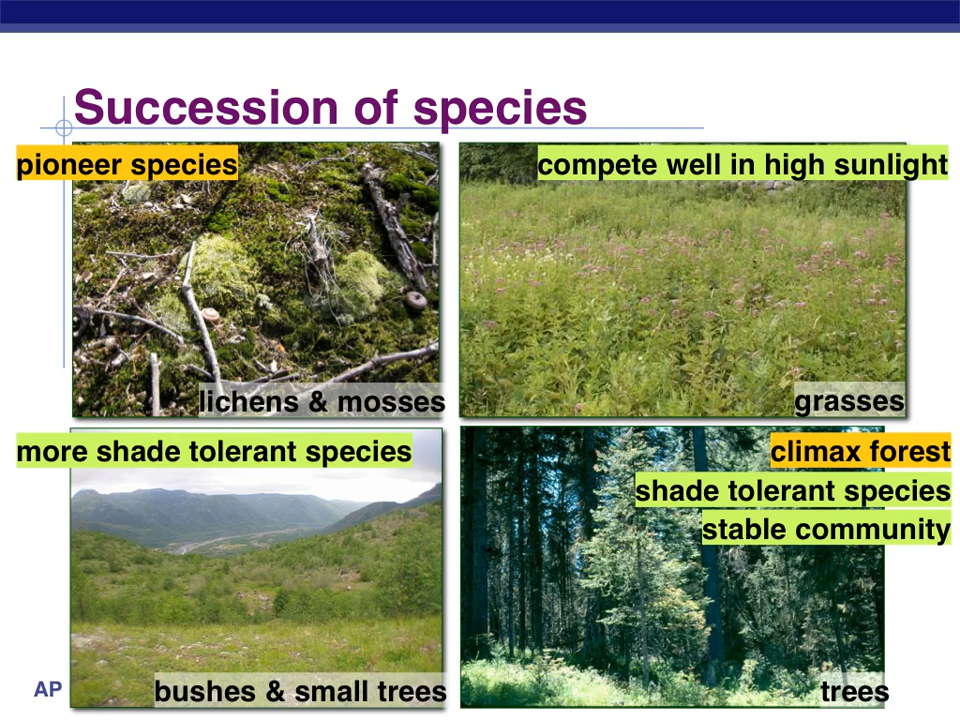 Succession of species
pioneer species
compete well in high sunlight
lichens & mosses
grasses
more shade tolerant species
climax forest
shade tolerant species
stable community
bushes & small trees
trees
AP